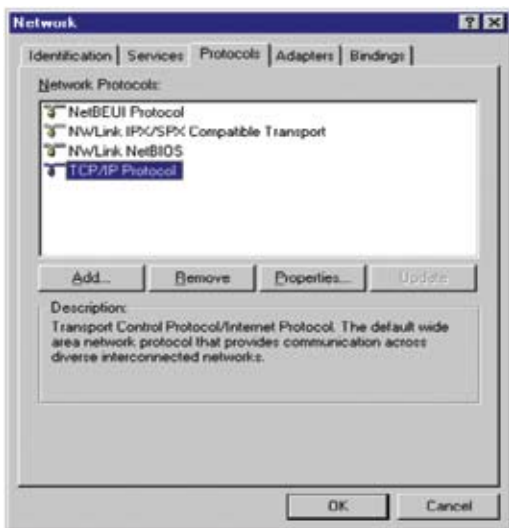 Network
Identification Services Protocols Adapters Bindings
Network Protocols:
NetBEUI Protocol
NWLink IPX/SPX Compatible Transport
NWLink NetBIOS
TCP/IP Protocol
Add... Remove Properties... Update
Description:
Transport Control Protocol/Internet Protocol. The default wide
area network protocol that provides communication across
diverse interconnected networks.
OK Cancel